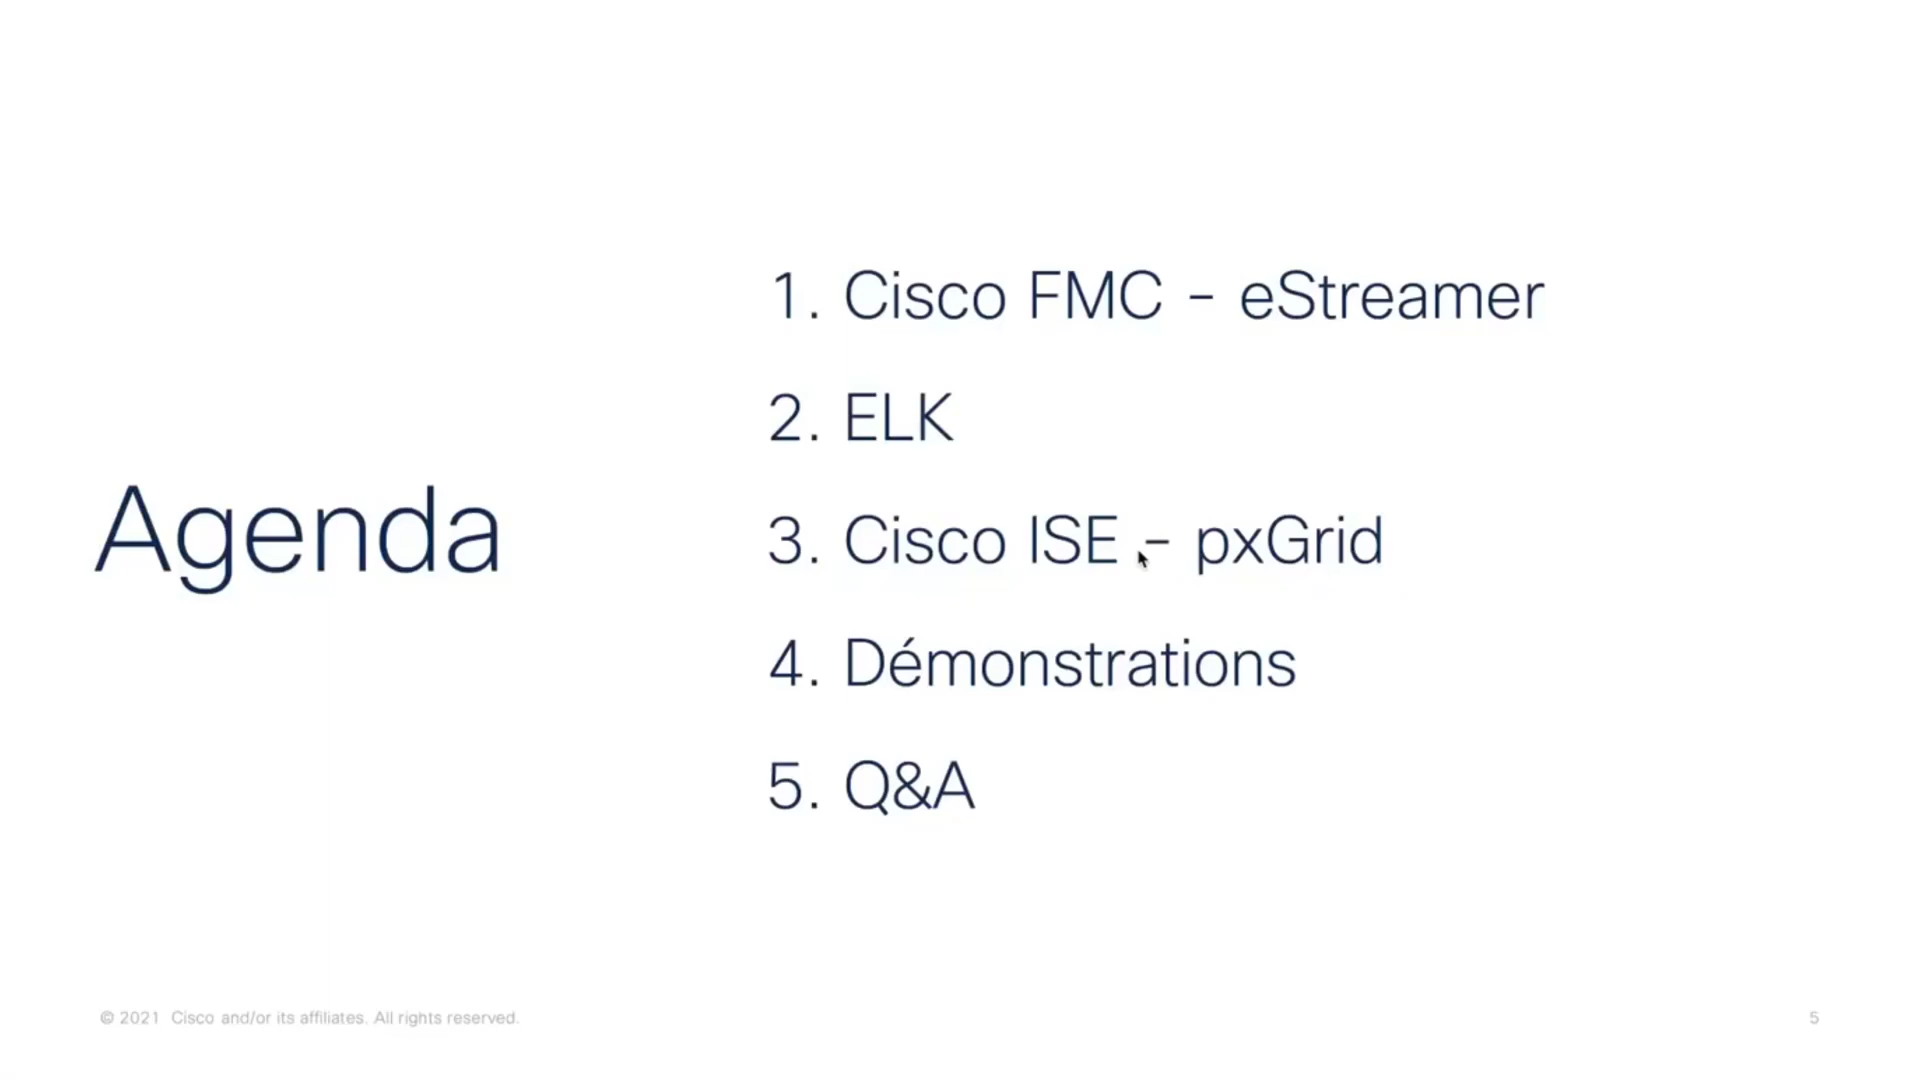 Agenda
1. Cisco FMC - eStreamer
2. ELK
3. Cisco ISE - pxGrid
4. Démonstrations
5. Q&A
© 2021 Cisco and/or its affiliates. All rights reserved.
5